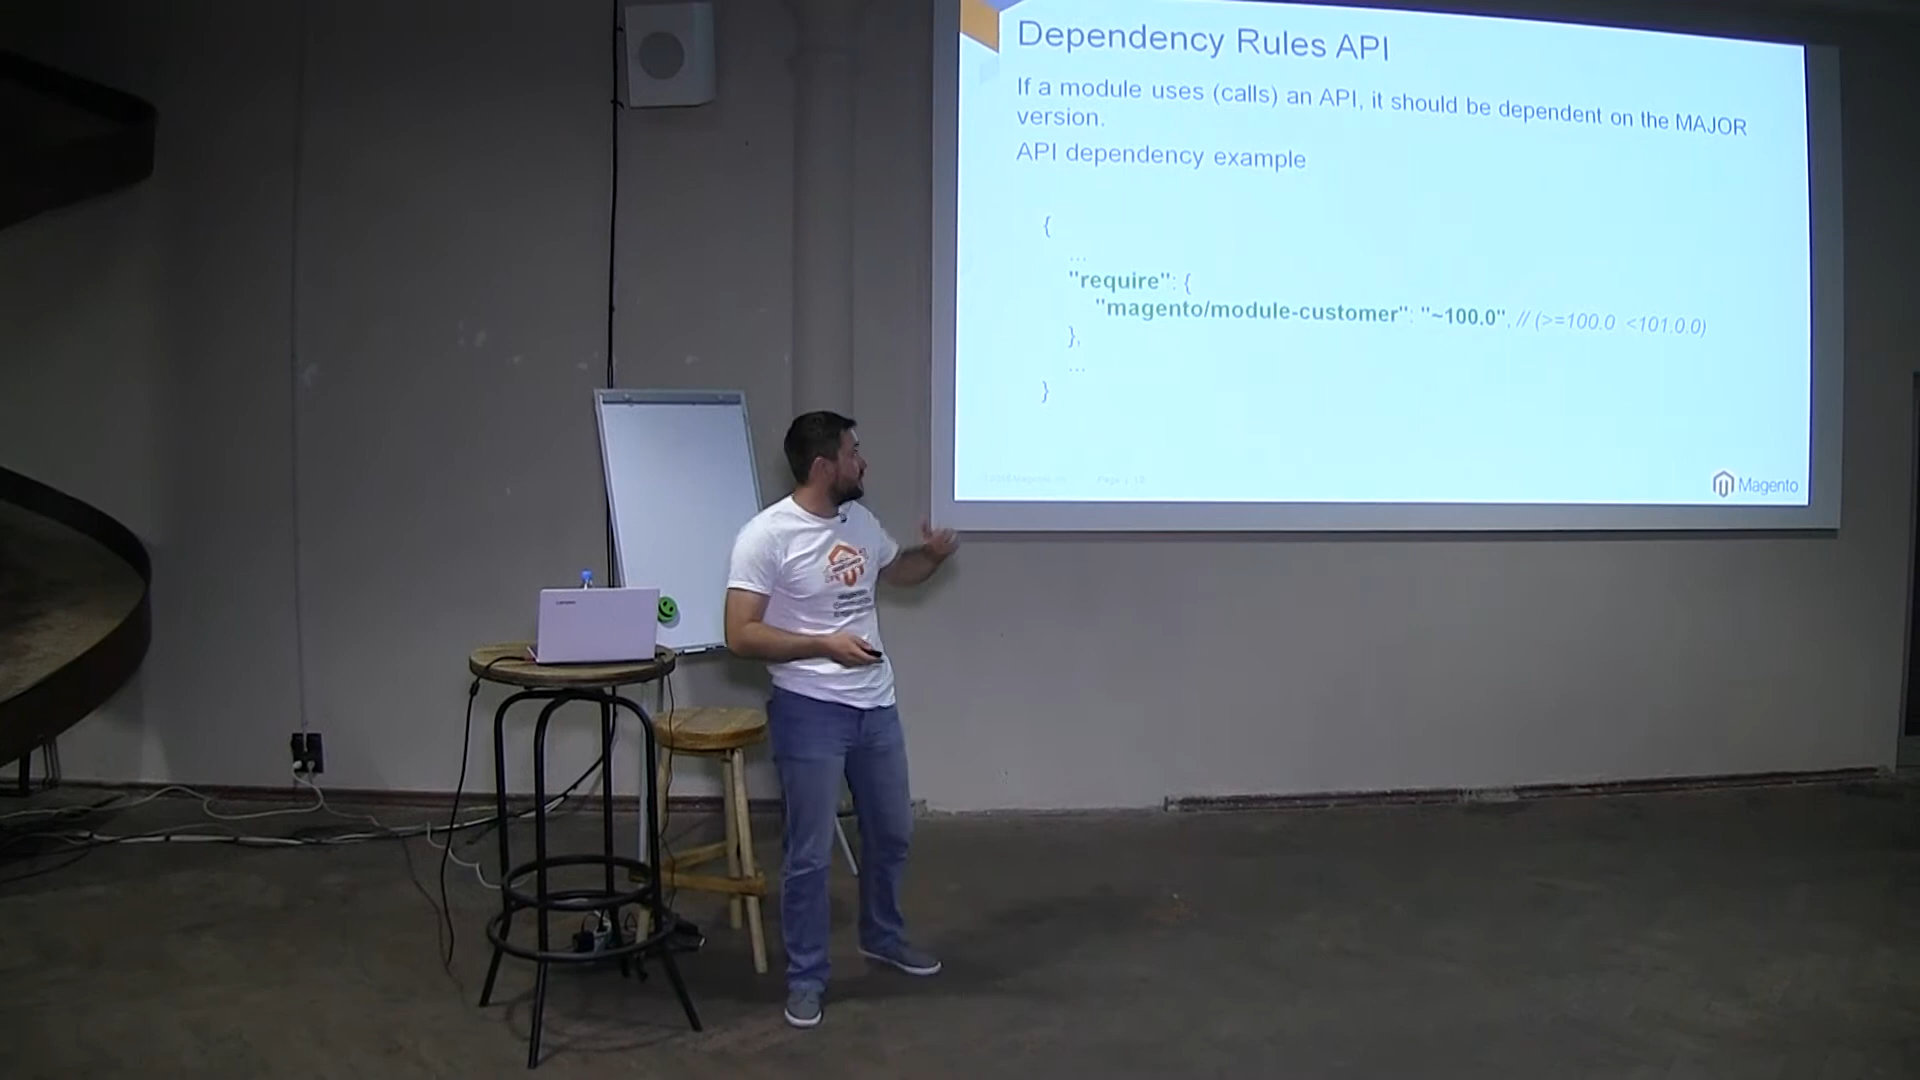 Dependency Rules API
If a module uses (calls) an API, it should be dependent on the MAJOR
version.
API dependency example
{
...
"require": {
"magento/module-customer": "~100.0", // (>=100.0 <101.0.0)
},
...
}
Magento